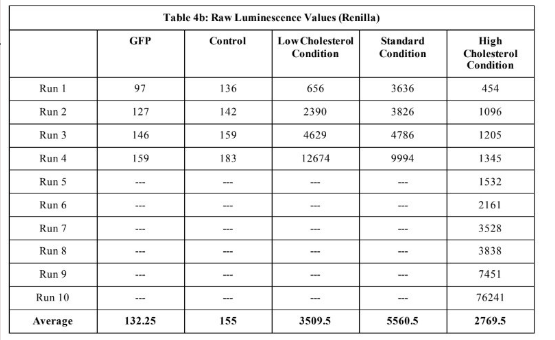 Table 4b: Raw Luminescence Values (Renilla)
GFP Control Low Cholesterol Condition Standard Condition High Cholesterol Condition
Run 1 97 136 656 3636 454
Run 2 127 142 2390 3826 1096
Run 3 146 159 4629 4786 1205
Run 4 159 183 12674 9994 1345
Run 5 --- --- --- --- 1532
Run 6 --- --- --- --- 2161
Run 7 --- --- --- --- 3528
Run 8 --- --- --- --- 3838
Run 9 --- --- --- --- 7451
Run 10 --- --- --- --- 76241
Average 132.25 155 3509.5 5560.5 2769.5